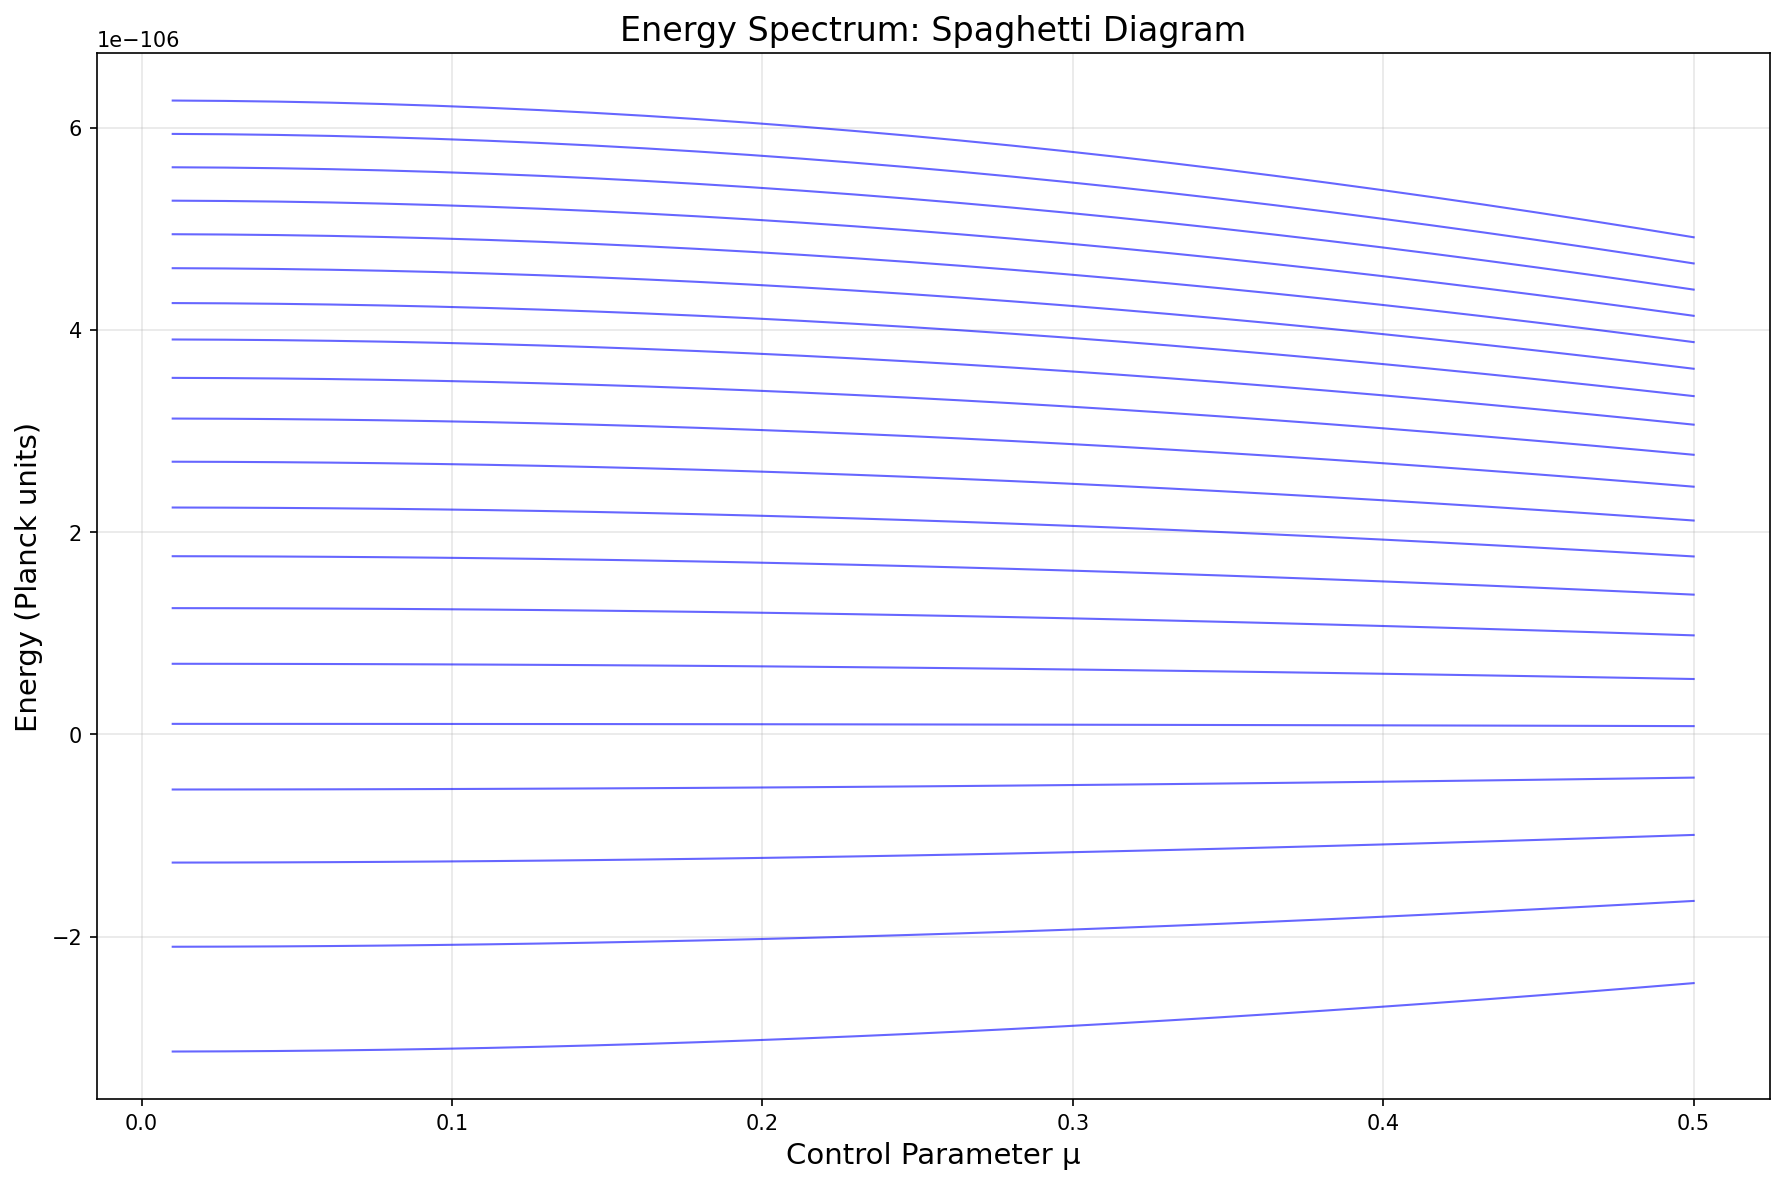 Energy Spectrum: Spaghetti Diagram
1e−106
6
4
2
0
−2
Energy (Planck units)
0.0 0.1 0.2 0.3 0.4 0.5
Control Parameter μ